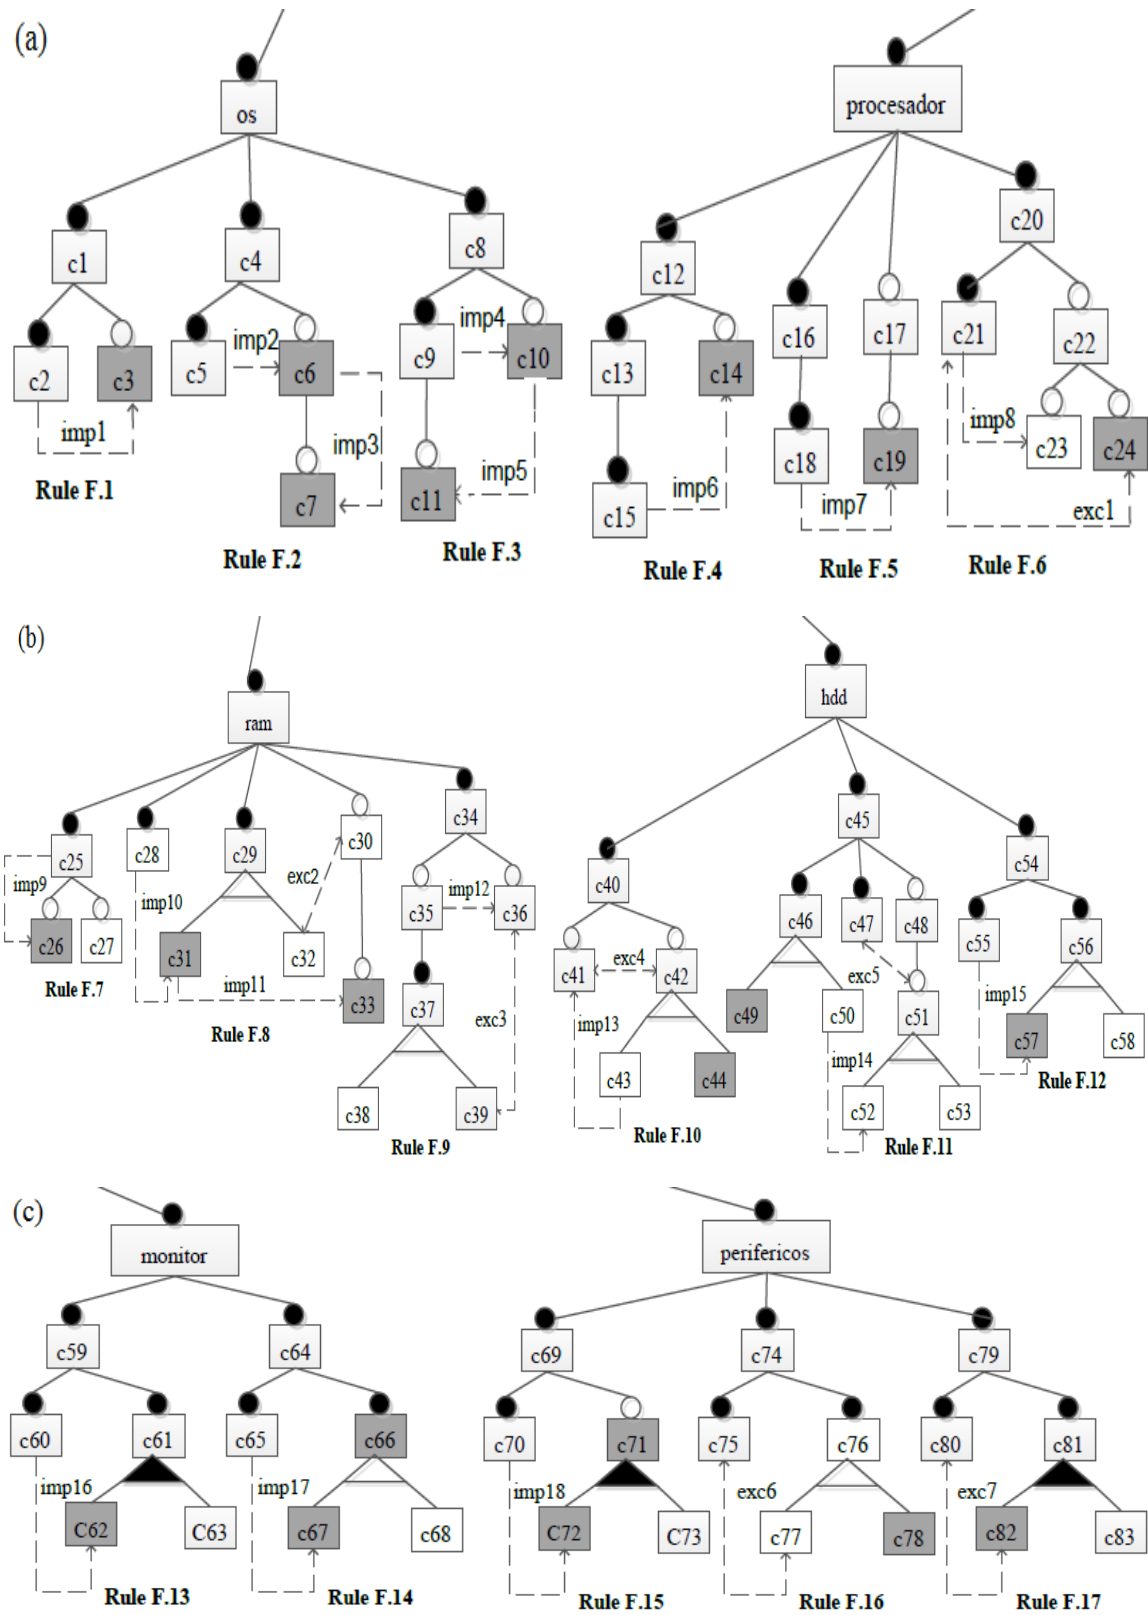 (a)
os
procesador
c1
c4
c8
c12
c16
c17
c20
c2
c3
c5
imp2
c6
c9
imp4
c10
c13
c14
c21
c22
imp1
imp3
c7
c11
imp5
c15
imp6
c18
imp7
c19
imp8
c23
c24
exc1
Rule F.1
Rule F.2
Rule F.3
Rule F.4
Rule F.5
Rule F.6
(b)
ram
hdd
c25
c28
c29
c30
c34
c40
c45
c54
imp9
c26
c27
imp10
exc2
c35
imp12
c36
c41
exc4
c42
c46
c47
c48
c55
c56
c31
c32
imp11
c33
c37
exc3
imp13
c43
c44
c49
c50
exc5
c51
imp14
c52
c53
imp15
c57
c58
c38
c39
Rule F.7
Rule F.8
Rule F.9
Rule F.10
Rule F.11
Rule F.12
(c)
monitor
perifericos
c59
c64
c69
c74
c79
c60
c61
c65
c66
c70
c71
c75
c76
c80
c81
imp16
imp17
imp18
exc6
exc7
C62
C63
c67
c68
C72
C73
c77
c78
c82
c83
Rule F.13
Rule F.14
Rule F.15
Rule F.16
Rule F.17